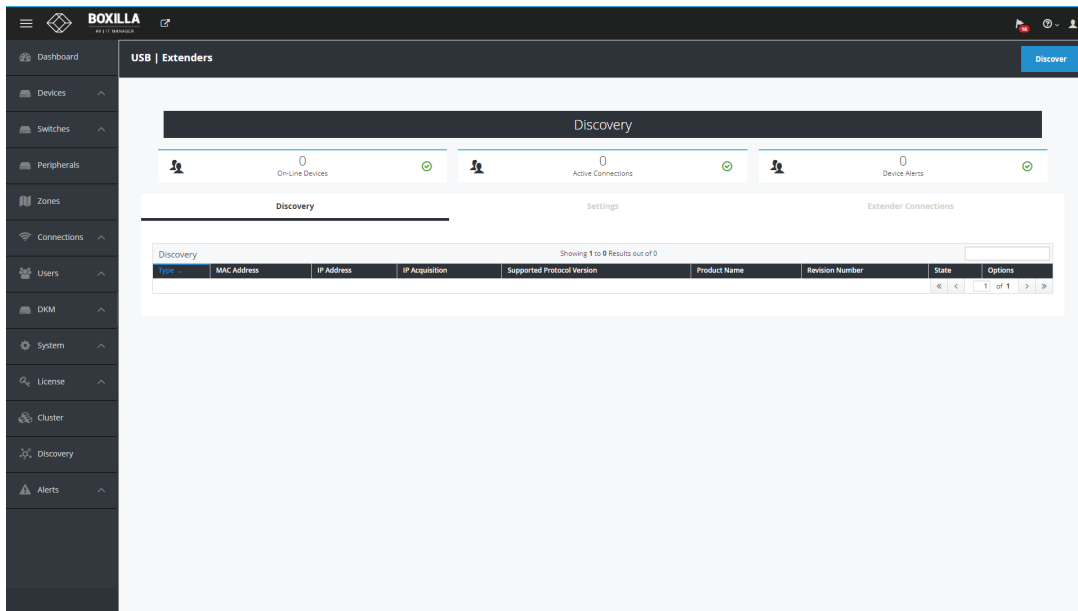 BOXILLA
AV | IT MANAGER
16
Dashboard
Devices
Switches
Peripherals
Zones
Connections
Users
DKM
System
License
Cluster
Discovery
Alerts
USB | Extenders
Discover
Discovery
0
On-Line Devices
0
Active Connections
0
Device Alerts
Discovery Settings Extender Connections
Discovery Showing 1 to 0 Results out of 0
Type MAC Address IP Address IP Acquisition Supported Protocol Version Product Name Revision Number State Options
« < 1 of 1 > »